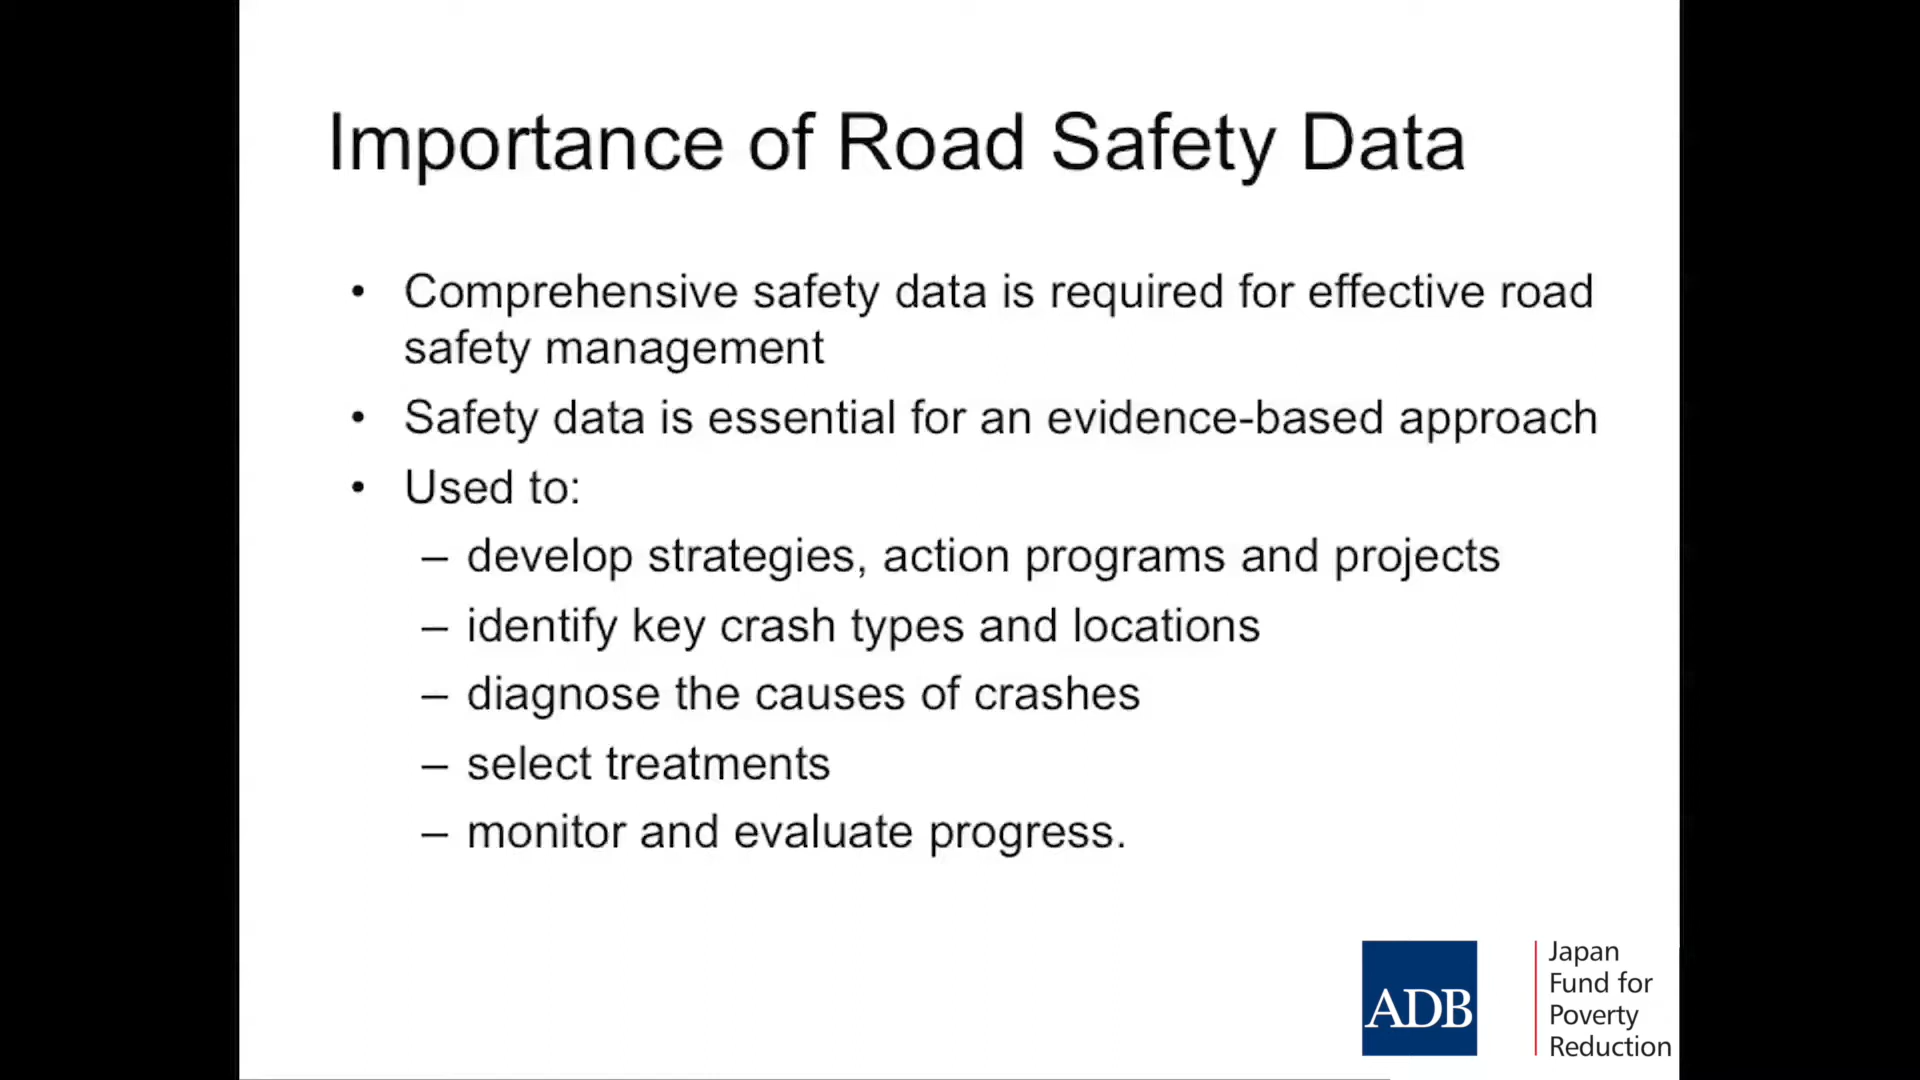 Importance of Road Safety Data
• Comprehensive safety data is required for effective road
safety management
• Safety data is essential for an evidence-based approach
• Used to:
– develop strategies, action programs and projects
– identify key crash types and locations
– diagnose the causes of crashes
– select treatments
– monitor and evaluate progress.
ADB
Japan
Fund for
Poverty
Reduction